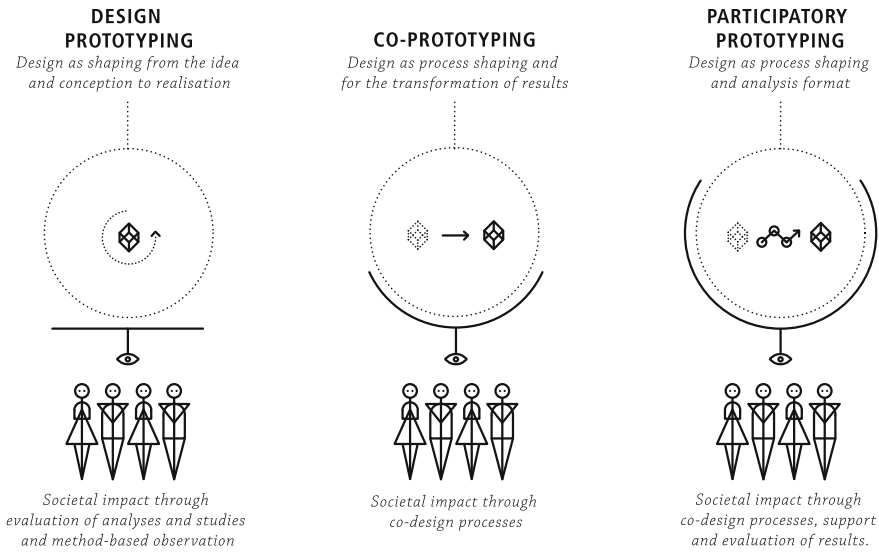 DESIGN
PROTOTYPING
Design as shaping from the idea
and conception to realisation
Societal impact through
evaluation of analyses and studies
and method-based observation
CO-PROTOTYPING
Design as process shaping and
for the transformation of results
Societal impact through
co-design processes
PARTICIPATORY
PROTOTYPING
Design as process shaping
and analysis format
Societal impact through
co-design processes, support
and evaluation of results.